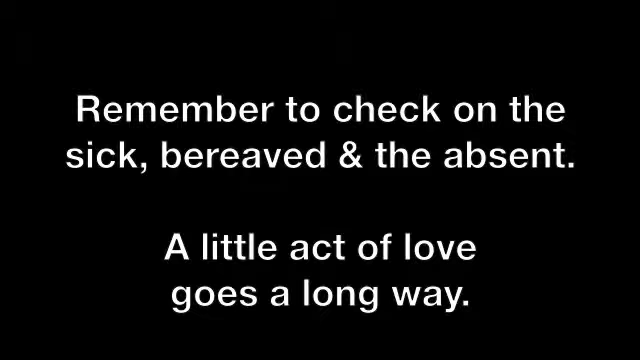 Remember to check on the
sick, bereaved & the absent.
A little act of love
goes a long way.